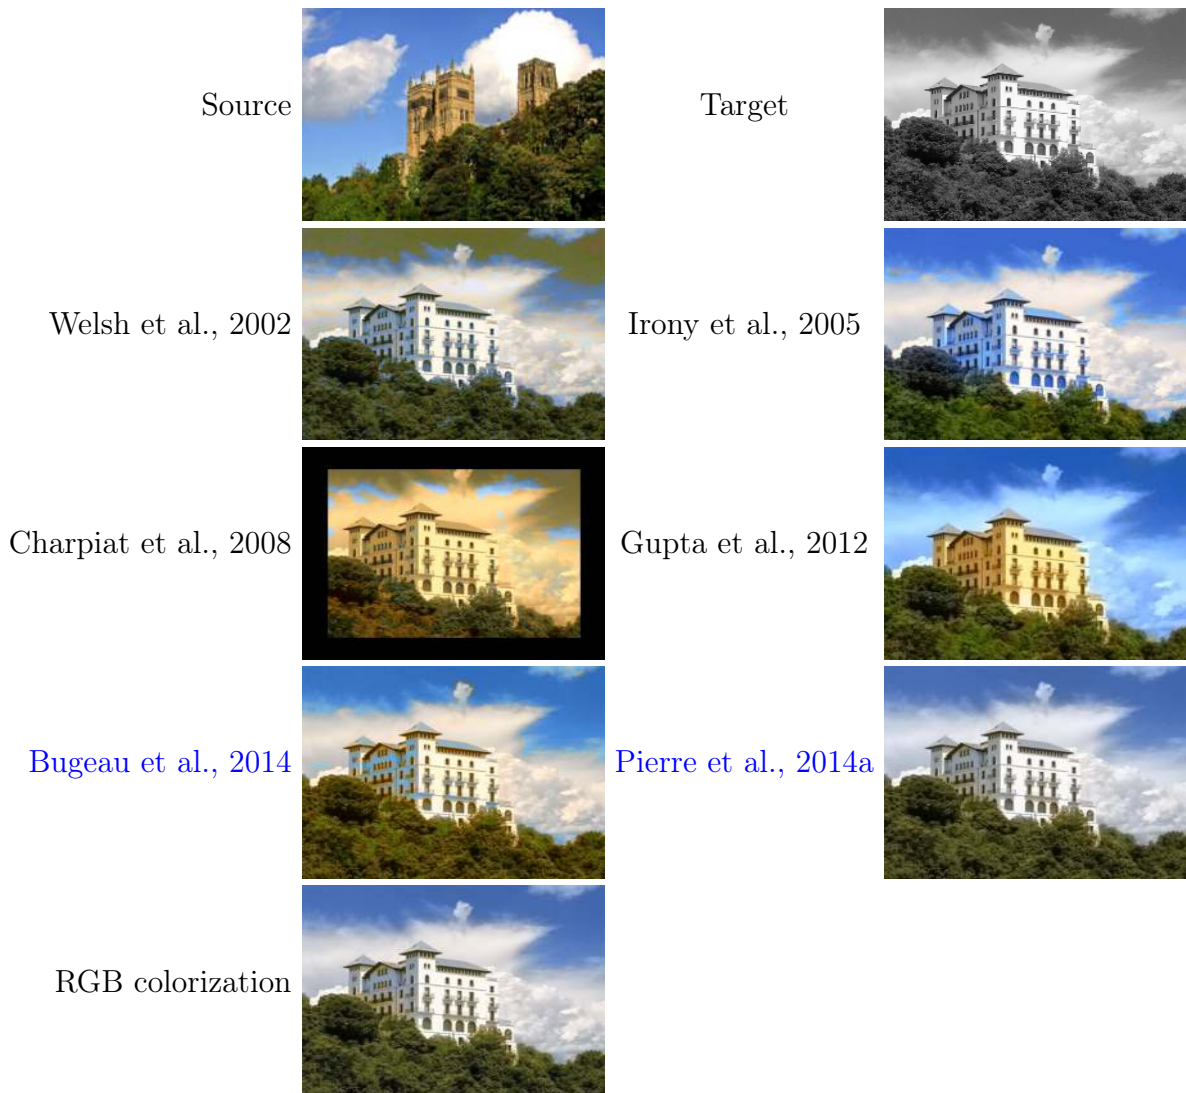 Source
Target
Welsh et al., 2002
Irony et al., 2005
Charpiat et al., 2008
Gupta et al., 2012
Bugeau et al., 2014
Pierre et al., 2014a
RGB colorization